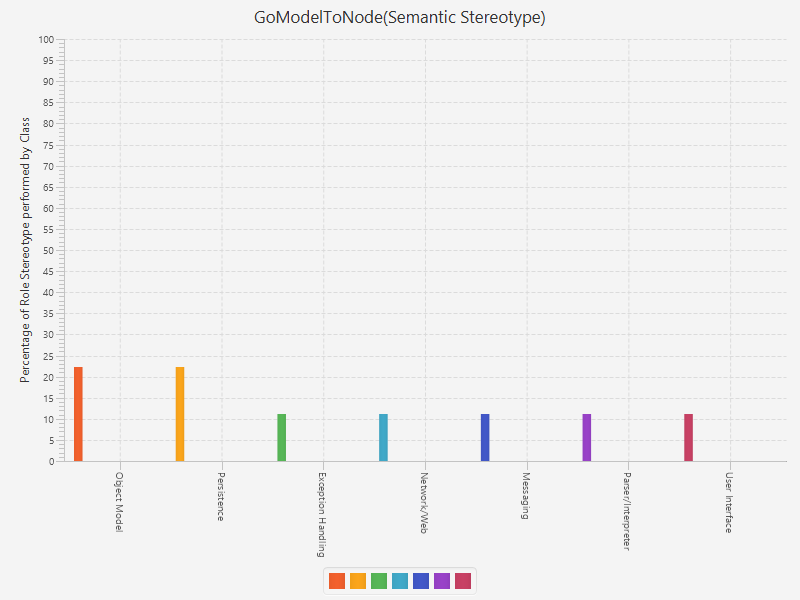 GoModelToNode(Semantic Stereotype)
Percentage of Role Stereotype performed by Class
100
95
90
85
80
75
70
65
60
55
50
45
40
35
30
25
20
15
10
5
0
Object Model
Persistence
Exception Handling
Network/Web
Messaging
Parser/Interpreter
User Interface